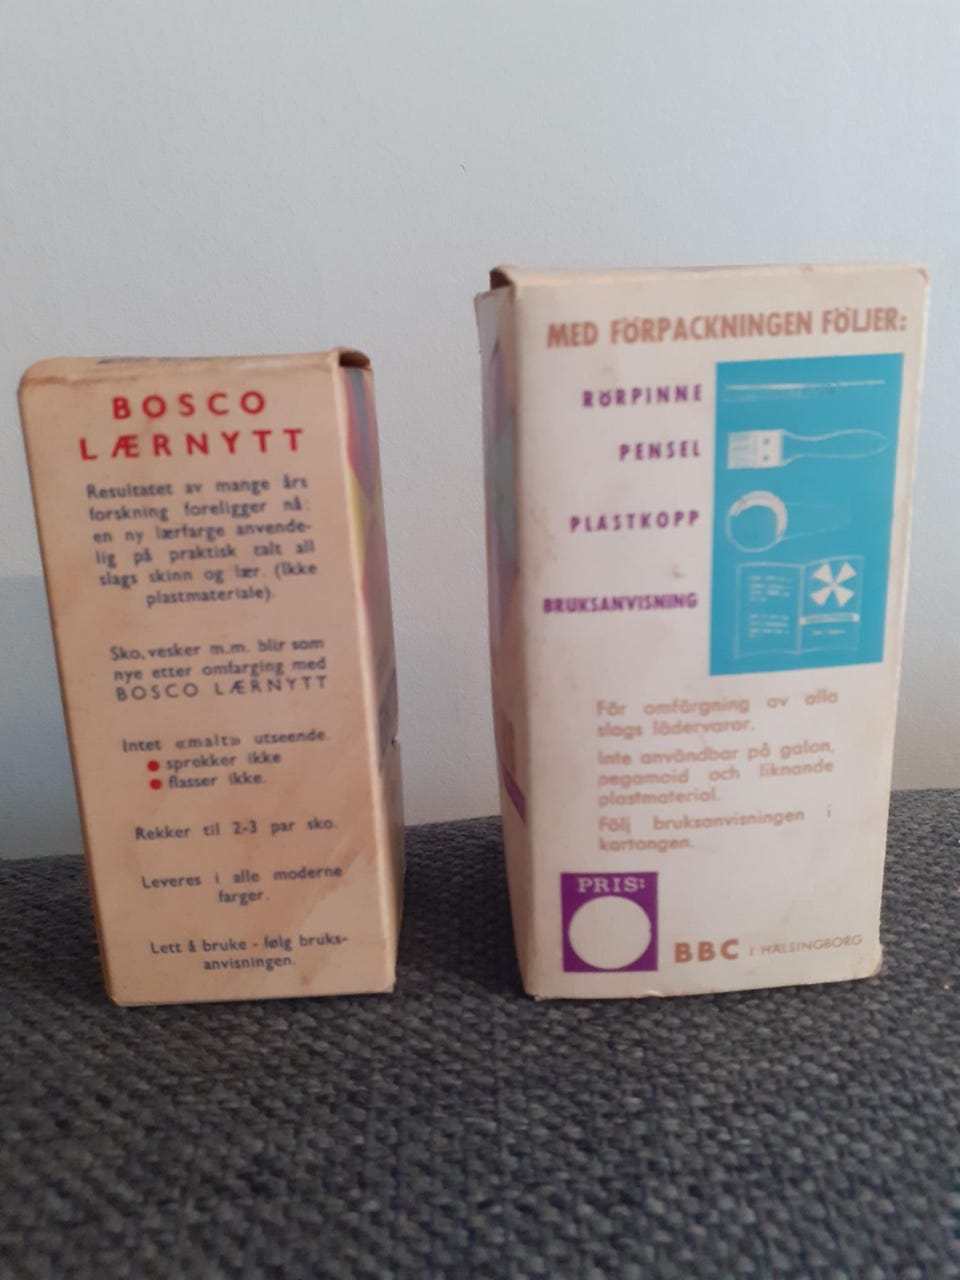 BOSCO
LÆRNYTT
Resultatet av mange års
forskning foreligger nå:
en ny lærfarge anvende-
lig på praktisk talt all
slags skinn og lær. (Ikke
plastmateriale).
Sko, vesker m.m. blir som
nye etter omfarging med
BOSCO LÆRNYTT
Intet «malt» utseende.
sprekker ikke
flasser ikke.
Rekker til 2-3 par sko.
Leveres i alle moderne
farger.
Lett å bruke - følg bruks-
anvisningen.
MED FÖRPACKNINGEN FÖLJER:
RÖRPINNE
PENSEL
PLASTKOPP
BRUKSANVISNING
För omfärgning av alla
slags lädervaror.
Inte användbar på galon,
pegamoid och liknande
plastmaterial.
Följ bruksanvisningen i
kartongen.
PRIS:
BBC I HÄLSINGBORG